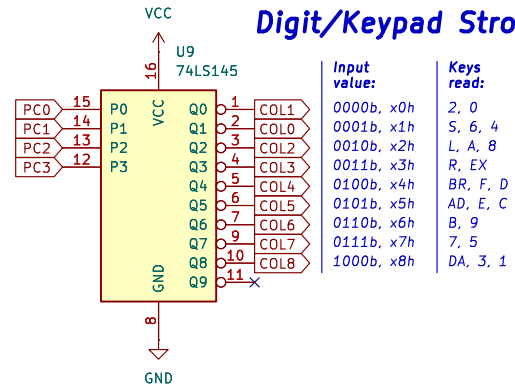 VCC
Digit/Keypad Stro
U9
74LS145
Input value:
Keys read:
16
VCC
PC0 15 P0 Q0 1 COL1 0000b, x0h 2, 0
PC1 14 P1 Q1 2 COL0 0001b, x1h S, 6, 4
PC2 13 P2 Q2 3 COL2 0010b, x2h L, A, 8
PC3 12 P3 Q3 4 COL3 0011b, x3h R, EX
Q4 5 COL4 0100b, x4h BR, F, D
Q5 6 COL5 0101b, x5h AD, E, C
Q6 7 COL6 0110b, x6h B, 9
Q7 9 COL7 0111b, x7h 7, 5
Q8 10 COL8 1000b, x8h DA, 3, 1
Q9 11
GND
8
GND